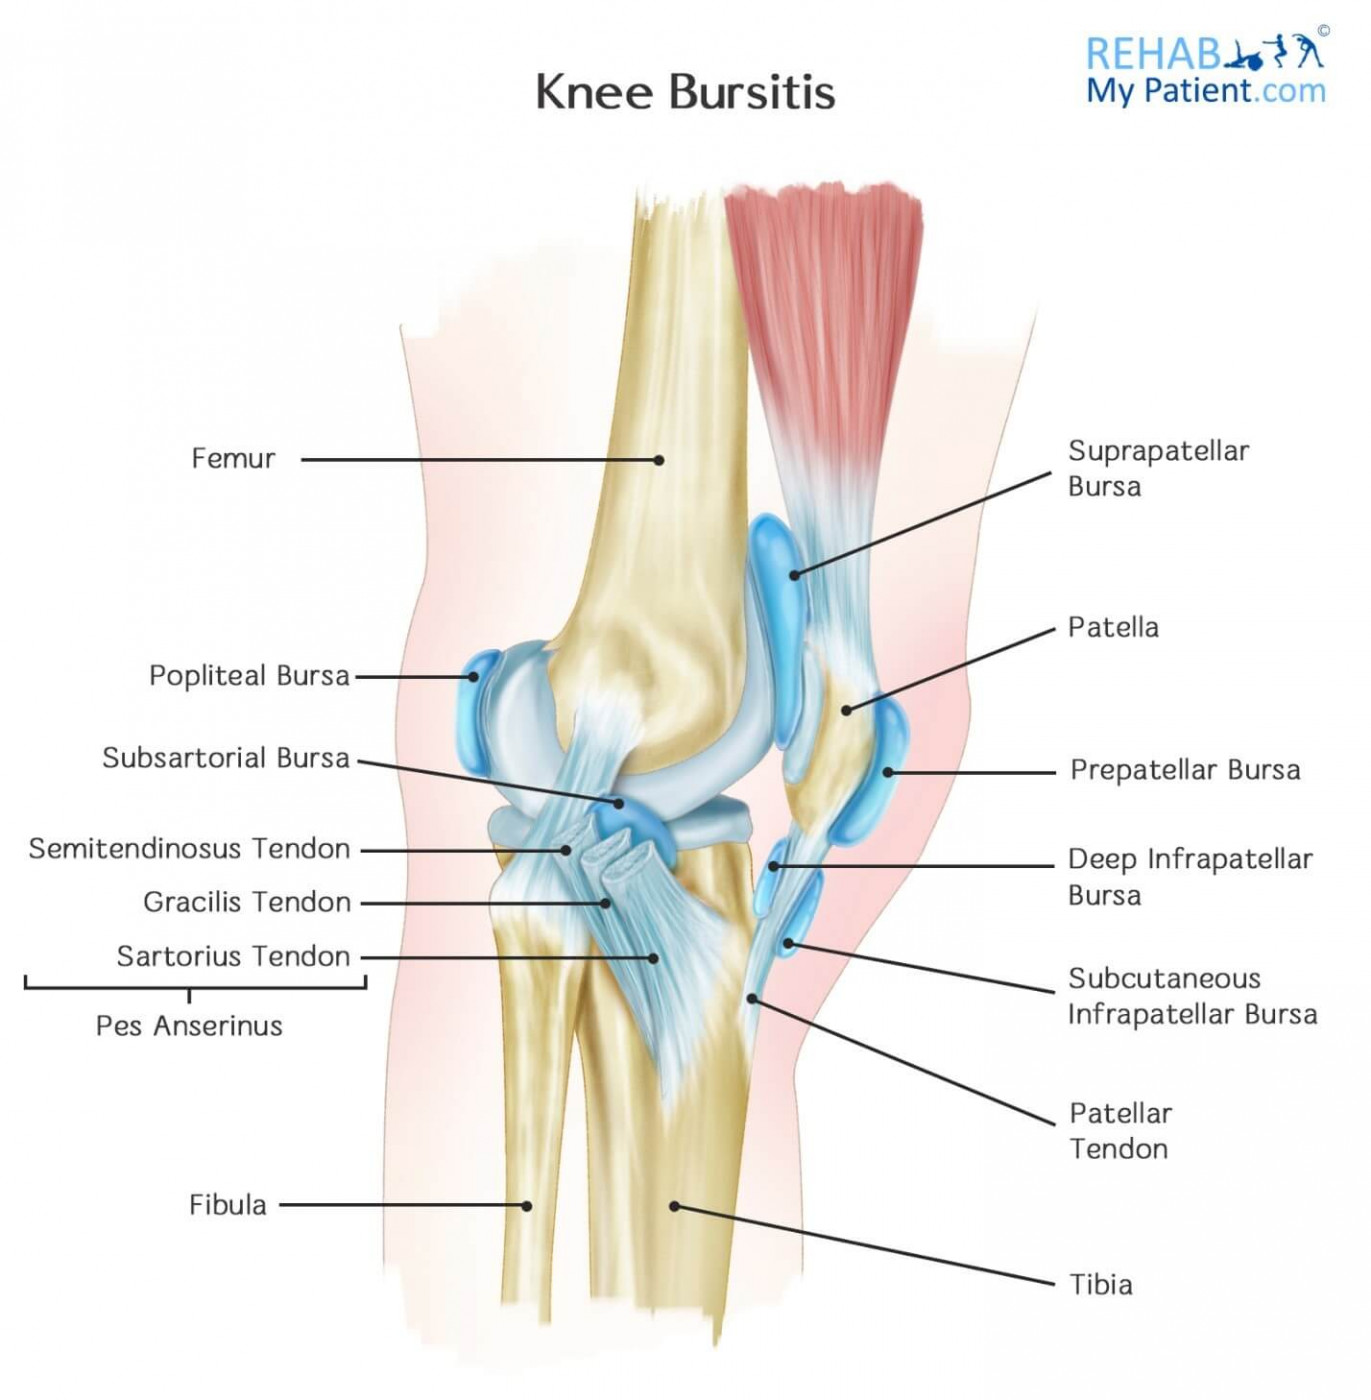 REHAB ©
My Patient.com
Knee Bursitis
Femur
Suprapatellar
Bursa
Patella
Popliteal Bursa
Subsartorial Bursa
Prepatellar Bursa
Semitendinosus Tendon
Deep Infrapatellar
Bursa
Gracilis Tendon
Sartorius Tendon
Subcutaneous
Infrapatellar Bursa
Pes Anserinus
Patellar
Tendon
Fibula
Tibia